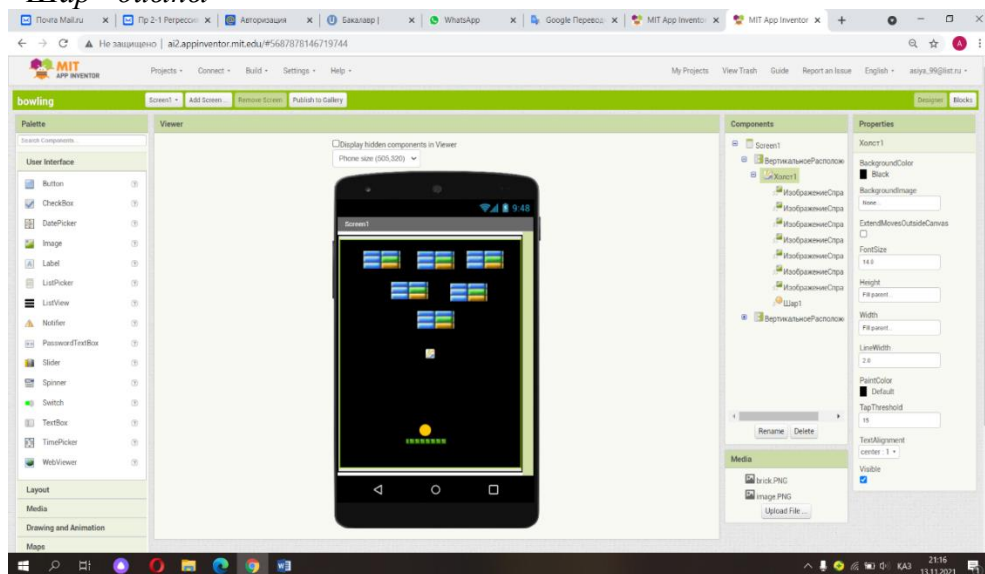 Шар - биты
Почта Mail.ru
Пр 2-1 Регресси
Авторизация
Бакалавр |
WhatsApp
Google Перевод
MIT App Invento
MIT App Inventor
Не защищено | ai2.appinventor.mit.edu/#5687878146719744
MIT
APP INVENTOR
Projects
Connect
Build
Settings
Help
My Projects
View Trash
Guide
Report an Issue
English
asiya_99@list.ru
bowling
Screen1
Add Screen ...
Remove Screen
Publish to Gallery
Designer
Blocks
Palette
Search Components...
User Interface
Button
CheckBox
DatePicker
Image
Label
ListPicker
ListView
Notifier
PasswordTextBox
Slider
Spinner
Switch
TextBox
TimePicker
WebViewer
Layout
Media
Drawing and Animation
Maps
Viewer
Display hidden components in Viewer
Phone size (505,320)
9:48
Screen1
Components
Screen1
ВертикальноеРасполож
Холст1
ИзображениеСпра
ИзображениеСпра
ИзображениеСпра
ИзображениеСпра
ИзображениеСпра
ИзображениеСпра
ИзображениеСпра
Шар1
ВертикальноеРасполож
Rename
Delete
Media
brick.PNG
image.PNG
Upload File ...
Properties
Холст1
BackgroundColor
Black
BackgroundImage
None...
ExtendMovesOutsideCanvas
FontSize
14.0
Height
Fill parent...
Width
Fill parent...
LineWidth
2.0
PaintColor
Default
TapThreshold
15
TextAlignment
center : 1
Visible
КАЗ
21:16
13.11.2021